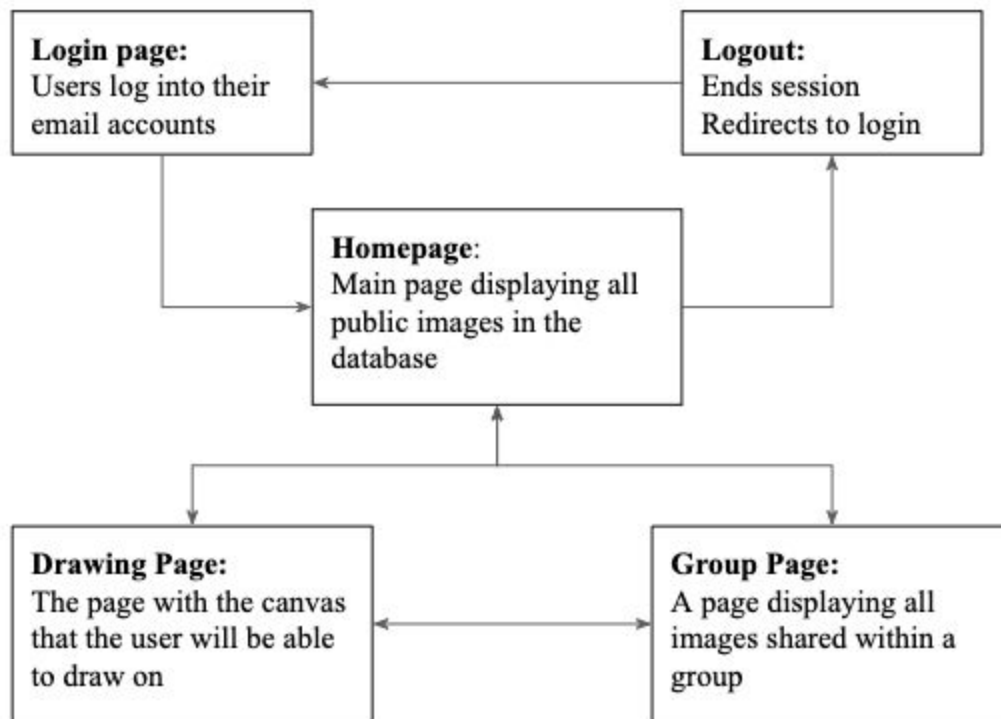 Login page:
Users log into their
email accounts
Logout:
Ends session
Redirects to login
Homepage:
Main page displaying all
public images in the
database
Drawing Page:
The page with the canvas
that the user will be able
to draw on
Group Page:
A page displaying all
images shared within a
group